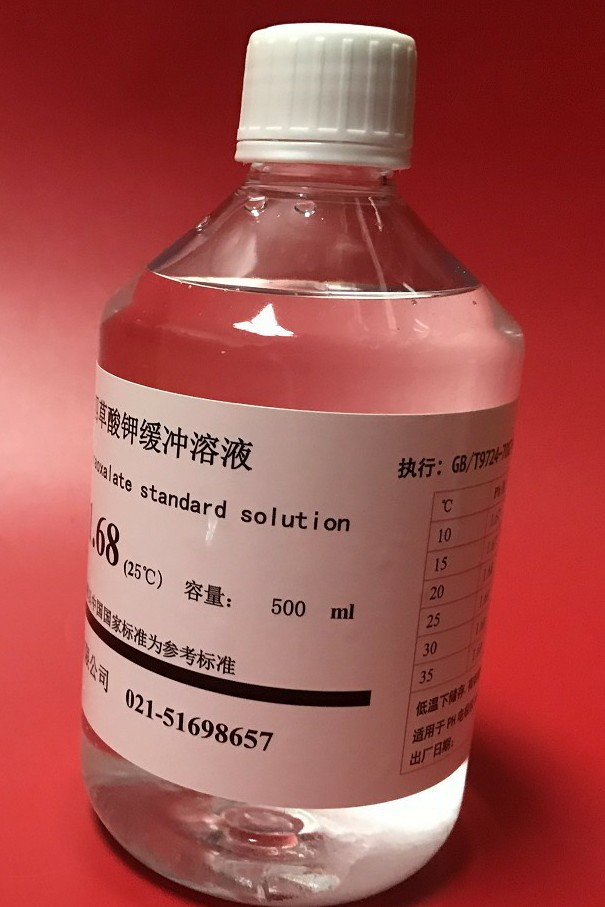 草酸钾缓冲溶液
oxalate standard solution
.68 (25℃) 容量： 500 ml
中国国家标准为参考标准
公司 021-51698657
执行：GB/T9724-
℃
10
15
20
25
30
35
低温下储存
适用于 PH
出厂日期：